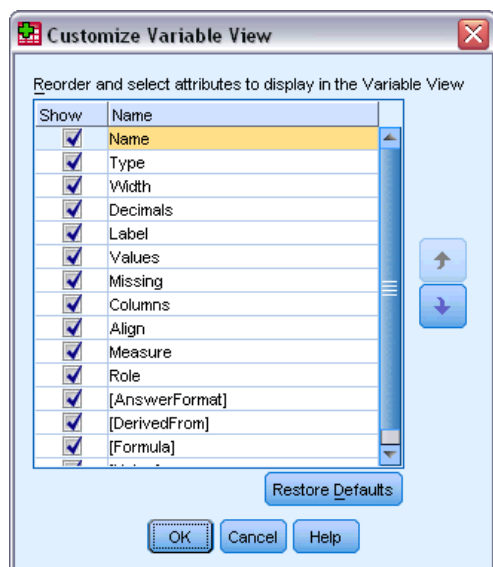 Customize Variable View
Reorder and select attributes to display in the Variable View
Show Name
Name
Type
Width
Decimals
Label
Values
Missing
Columns
Align
Measure
Role
[AnswerFormat]
[DerivedFrom]
[Formula]
Restore Defaults
OK Cancel Help